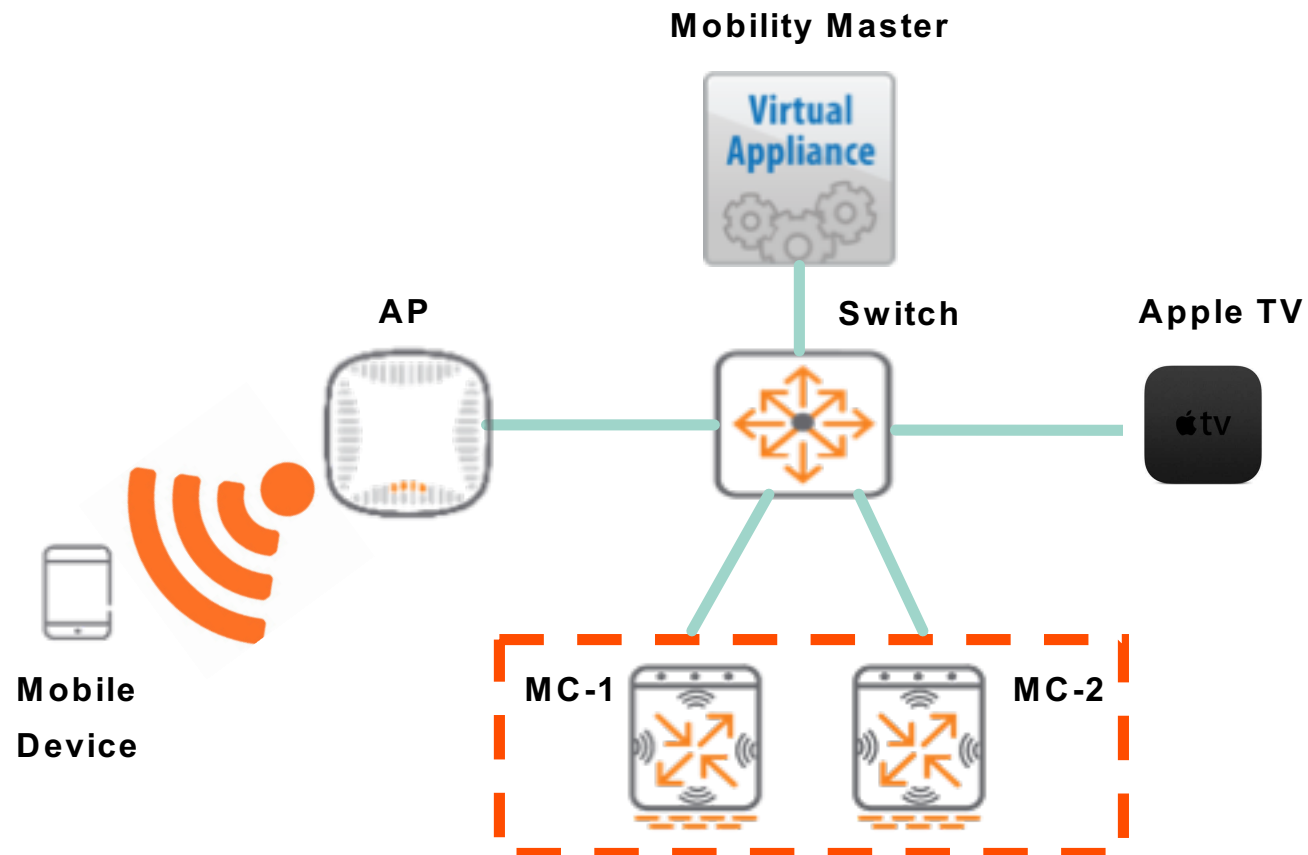 Mobility Master
Virtual
Appliance
AP
Switch
Apple TV
tv
Mobile
Device
MC-1
MC-2